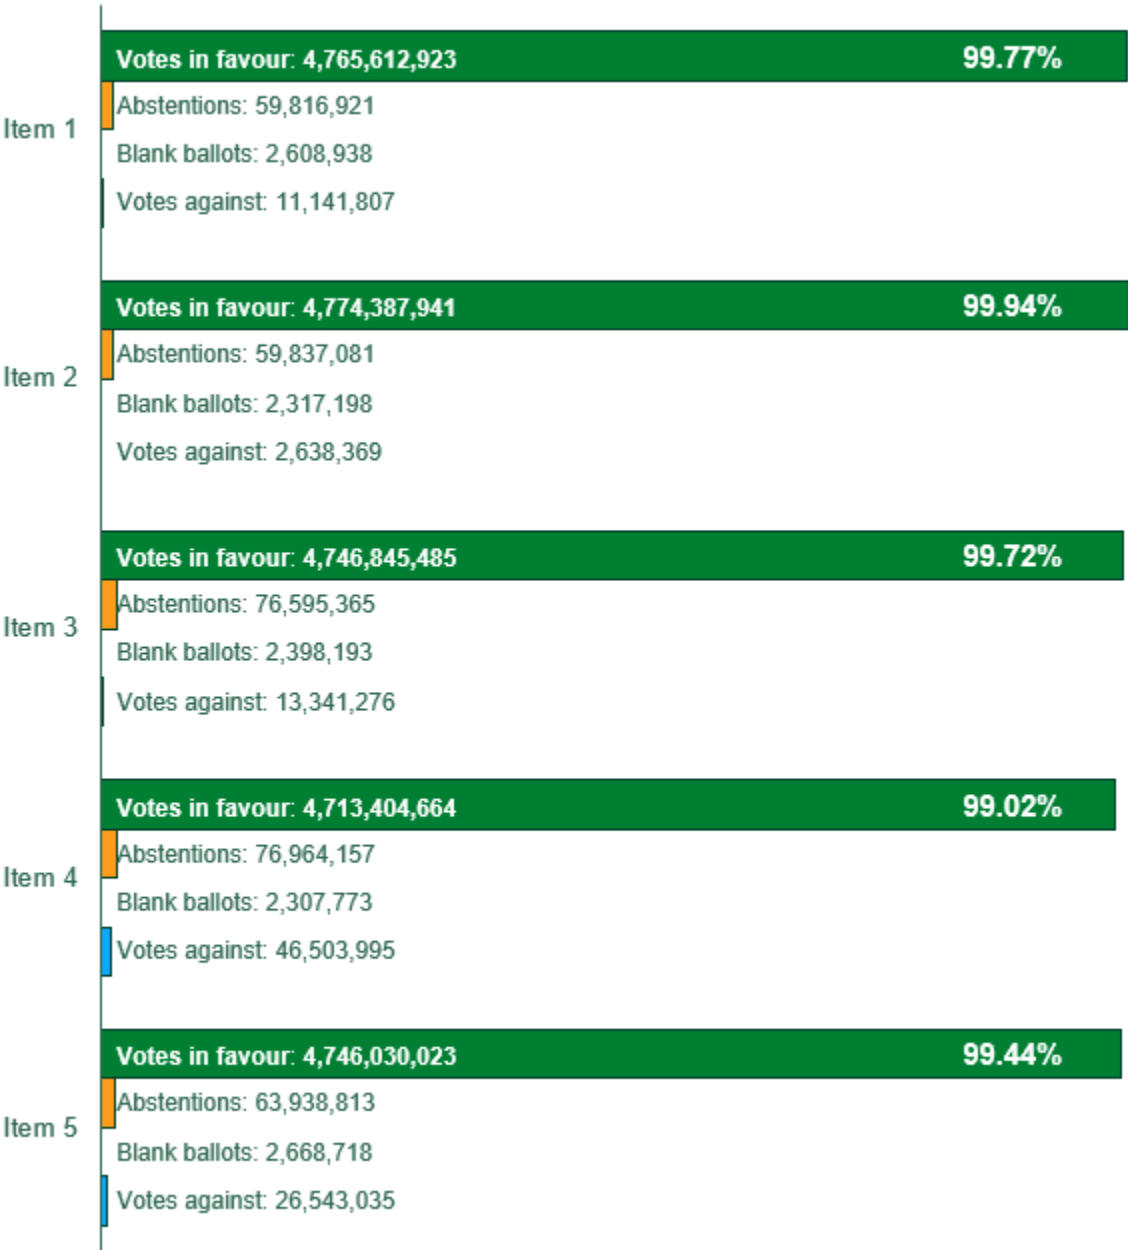 Votes in favour: 4,765,612,923 99.77%
Abstentions: 59,816,921
Item 1
Blank ballots: 2,608,938
Votes against: 11,141,807
Votes in favour: 4,774,387,941 99.94%
Abstentions: 59,837,081
Item 2
Blank ballots: 2,317,198
Votes against: 2,638,369
Votes in favour: 4,746,845,485 99.72%
Abstentions: 76,595,365
Item 3
Blank ballots: 2,398,193
Votes against: 13,341,276
Votes in favour: 4,713,404,664 99.02%
Abstentions: 76,964,157
Item 4
Blank ballots: 2,307,773
Votes against: 46,503,995
Votes in favour: 4,746,030,023 99.44%
Abstentions: 63,938,813
Item 5
Blank ballots: 2,668,718
Votes against: 26,543,035